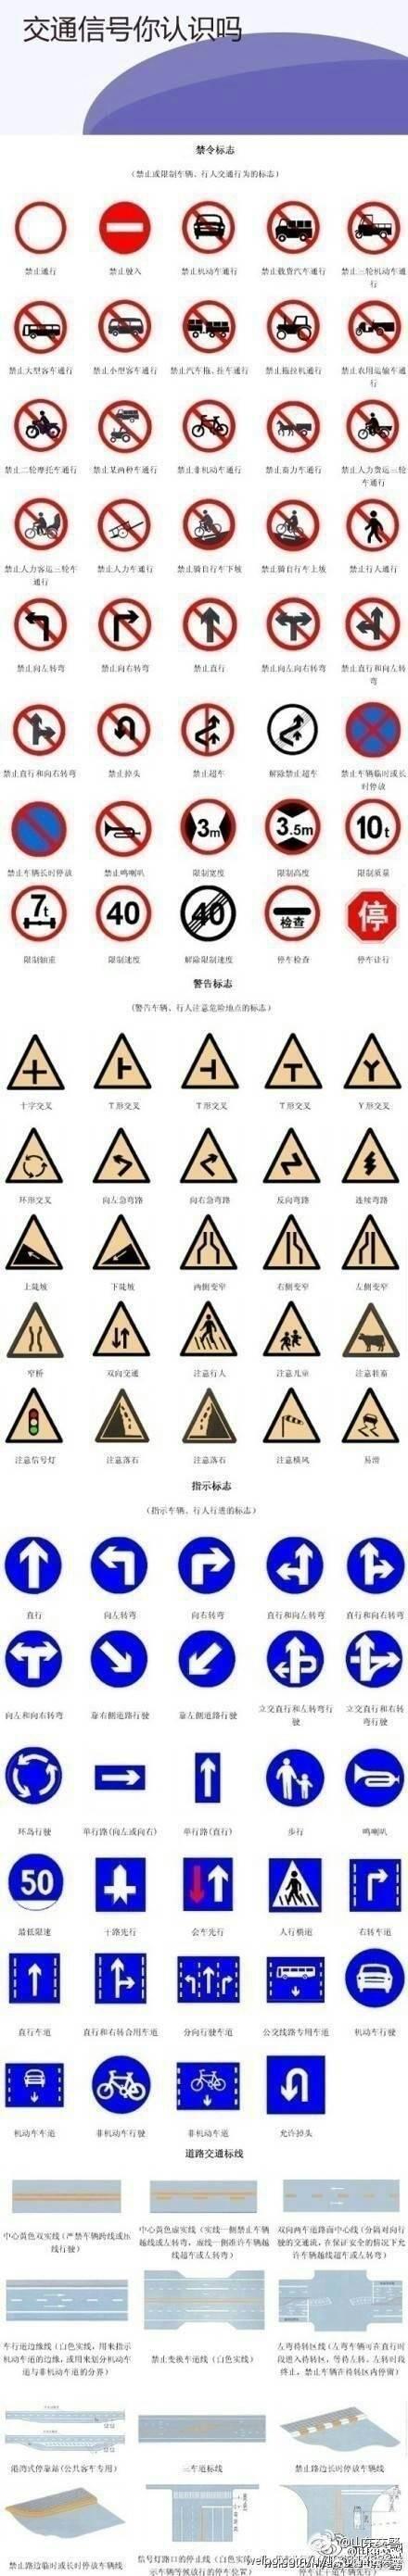 交通信号你认识吗
禁令标志
(禁止或限制车辆、行人交通行为的标志)
禁止通行
禁止驶入
禁止机动车通行
禁止载货汽车通行
禁止三轮机动车通
行
禁止大型客车通行
禁止小型客车通行
禁止汽车拖、挂车通行
禁止拖拉机通行
禁止农用运输车通
行
禁止二轮摩托车通行
禁止某两种车通行
禁止非机动车通行
禁止畜力车通行
禁止人力货运三轮
车通行
禁止人力客运三轮车
通行
禁止人力车通行
禁止骑自行车下坡
禁止骑自行车上坡
禁止行人通行
禁止向左转弯
禁止向右转弯
禁止直行
禁止向左向右转弯
禁止直行和向左转
弯
禁止直行和向右转弯
禁止掉头
禁止超车
解除禁止超车
禁止车辆临时或长
时停放
禁止车辆长时停放
禁止鸣喇叭
3m
限制宽度
3.5m
限制高度
10t
限制质量
7t
限制轴重
40
限制速度
40
解除限制速度
检查
停车检查
停
停车让行
警告标志
(警告车辆、行人注意危险地点的标志)
十字交叉
T形交叉
T形交叉
T形交叉
Y形交叉
环形交叉
向左急弯路
向右急弯路
反向弯路
连续弯路
上陡坡
下陡坡
两侧变窄
右侧变窄
左侧变窄
窄桥
双向交通
注意行人
注意儿童
注意牲畜
注意信号灯
注意落石
注意落石
注意横风
易滑
指示标志
(指示车辆、行人行进的标志)
直行
向左转弯
向右转弯
直行和向左转弯
直行和向右转弯
向左和向右转弯
靠右侧道路行驶
靠左侧道路行驶
立交直行和左转弯行
驶
立交直行和右转
弯行驶
环岛行驶
单行路(向左或向右)
单行路(直行)
步行
鸣喇叭
50
最低限速
干路先行
会车先行
人行横道
右转车道
直行车道
直行和右转合用车道
分向行驶车道
公交线路专用车道
机动车行驶
机动车车道
非机动车行驶
非机动车车道
允许掉头
道路交通标线
中心黄色双实线(严禁车辆跨线或压
线行驶)
中心黄色虚实线(实线一侧禁止车辆
越线或左转弯,虚线一侧准许车辆越
线超车或左转弯)
双向两车道路面中心线(分隔对向行
驶的交通流,在保证安全的情况下允
许车辆越线超车或左转弯)
车行道边缘线(白色实线,用来指示
机动车道的边缘,或用来划分机动车
道与非机动车道的分界)
禁止变换车道线(白色实线)
左弯待转区线(左弯车辆可在直行时
段进入待转区,等待左转,左转时段
终止,禁止车辆在待转区内停留)
港湾式停靠站(公共客车专用)
三车道标线
禁止路边长时停放车辆线
禁止路边临时或长时停放车辆线
信号灯路口的停止线(白色实线,
示车辆等候放行的停车位置)
@山东交警